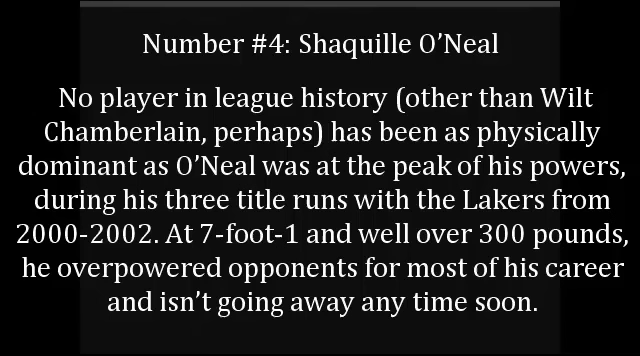 Number #4: Shaquille O’Neal
No player in league history (other than Wilt
Chamberlain, perhaps) has been as physically
dominant as O’Neal was at the peak of his powers,
during his three title runs with the Lakers from
2000-2002. At 7-foot-1 and well over 300 pounds,
he overpowered opponents for most of his career
and isn’t going away any time soon.